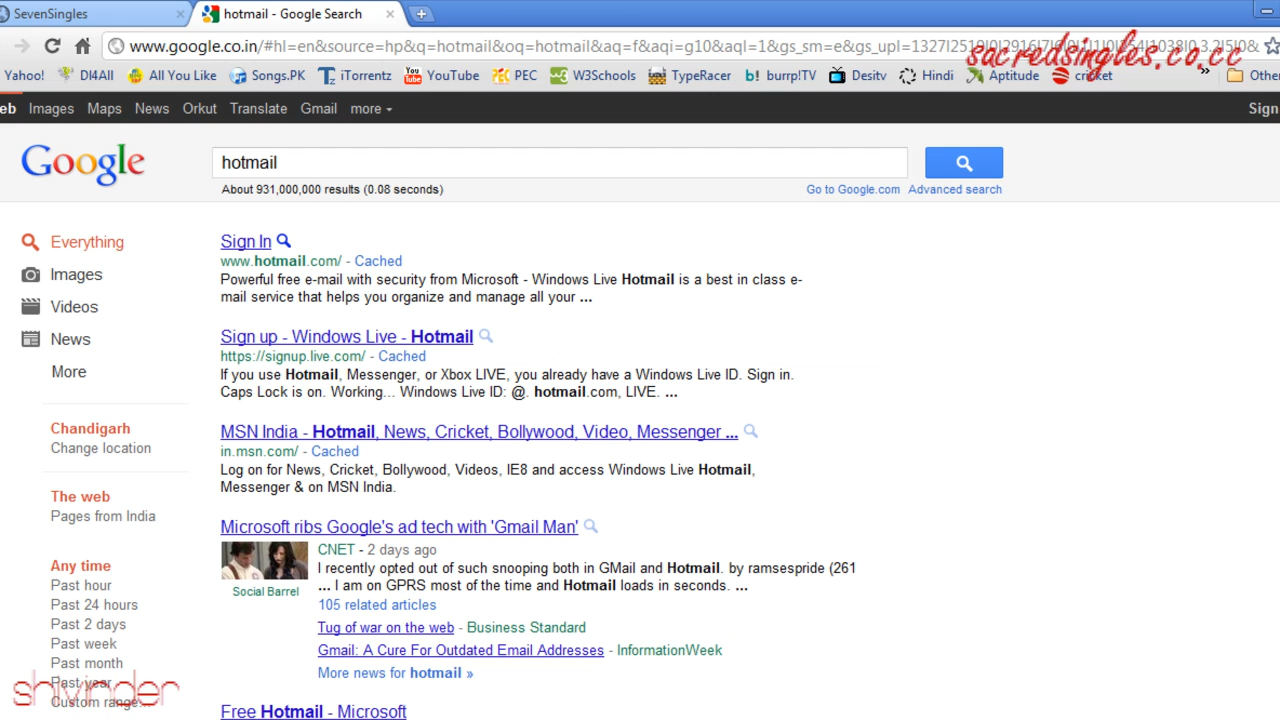 SevenSingles
hotmail - Google Search
www.google.co.in/#hl=en&source=hp&q=hotmail&oq=hotmail&aq=f&aqi=g10&aql=1&gs_sm=e&gs_upl=
sacredsingles.co.cc
Yahoo! Dl4All All You Like Songs.PK iTorrentz YouTube PEC W3Schools TypeRacer burrp!TV Desitv Hindi Aptitude cricket » Other
eb Images Maps News Orkut Translate Gmail more Sign
Google
hotmail
About 931,000,000 results (0.08 seconds)
Go to Google.com Advanced search
Everything
Images
Videos
News
More
Chandigarh
Change location
The web
Pages from India
Any time
Past hour
Past 24 hours
Past 2 days
Past week
Past month
Past year
Custom range...
shivrider
Sign In
www.hotmail.com/ - Cached
Powerful free e-mail with security from Microsoft - Windows Live Hotmail is a best in class e-
mail service that helps you organize and manage all your ...
Sign up - Windows Live - Hotmail
https://signup.live.com/ - Cached
If you use Hotmail, Messenger, or Xbox LIVE, you already have a Windows Live ID. Sign in.
Caps Lock is on. Working... Windows Live ID: @. hotmail.com, LIVE. ...
MSN India - Hotmail, News, Cricket, Bollywood, Video, Messenger ...
in.msn.com/ - Cached
Log on for News, Cricket, Bollywood, Videos, IE8 and access Windows Live Hotmail,
Messenger & on MSN India.
Microsoft ribs Google's ad tech with 'Gmail Man'
CNET - 2 days ago
I recently opted out of such snooping both in GMail and Hotmail. by ramsespride (261
... I am on GPRS most of the time and Hotmail loads in seconds. ...
Social Barrel
105 related articles
Tug of war on the web - Business Standard
Gmail: A Cure For Outdated Email Addresses - InformationWeek
More news for hotmail »
Free Hotmail - Microsoft